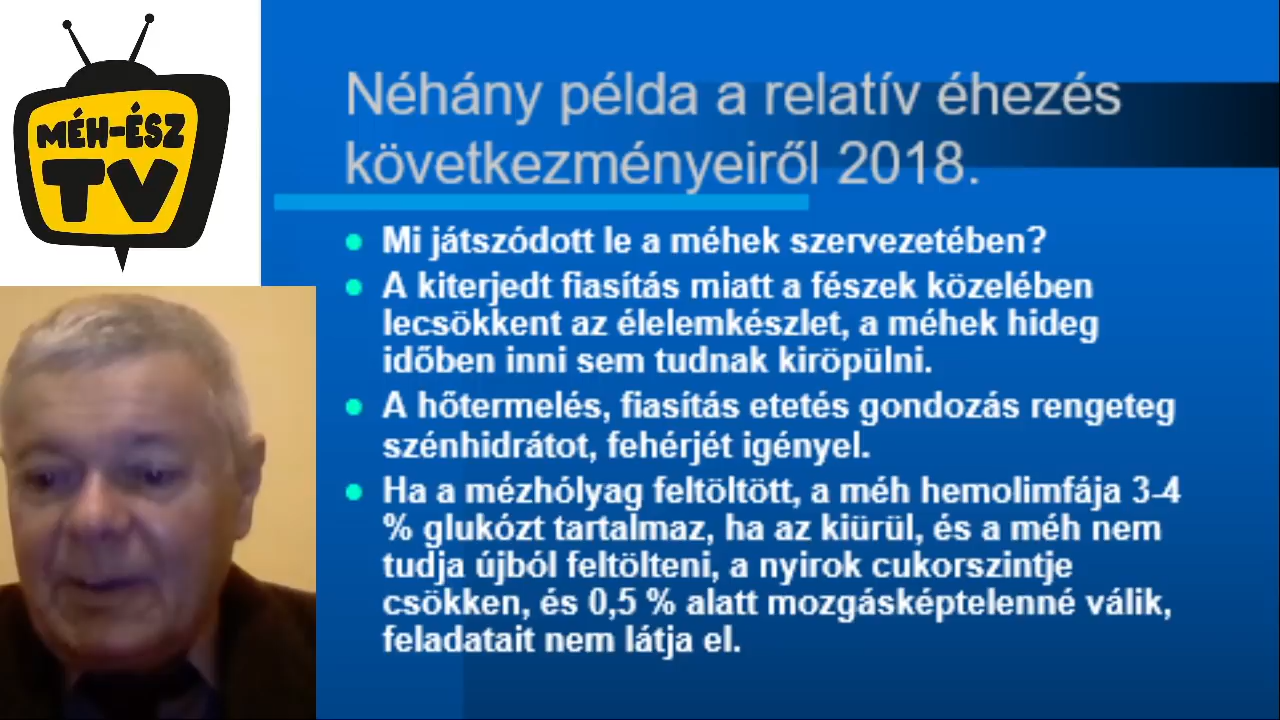 MÉH-ÉSZ
TV
Néhány példa a relatív éhezés
következményeiről 2018.
Mi játszódott le a méhek szervezetében?
A kiterjedt fiasítás miatt a fészek közelében
lecsökkent az élelemkészlet, a méhek hideg
időben inni sem tudnak kiröpülni.
A hőtermelés, fiasítás etetés gondozás rengeteg
szénhidrátot, fehérjét igényel.
Ha a mézhólyag feltöltött, a méh hemolimfája 3-4
% glukózt tartalmaz, ha az kiürül, és a méh nem
tudja újból feltölteni, a nyirok cukorszintje
csökken, és 0,5 % alatt mozgásképtelenné válik,
feladatait nem látja el.